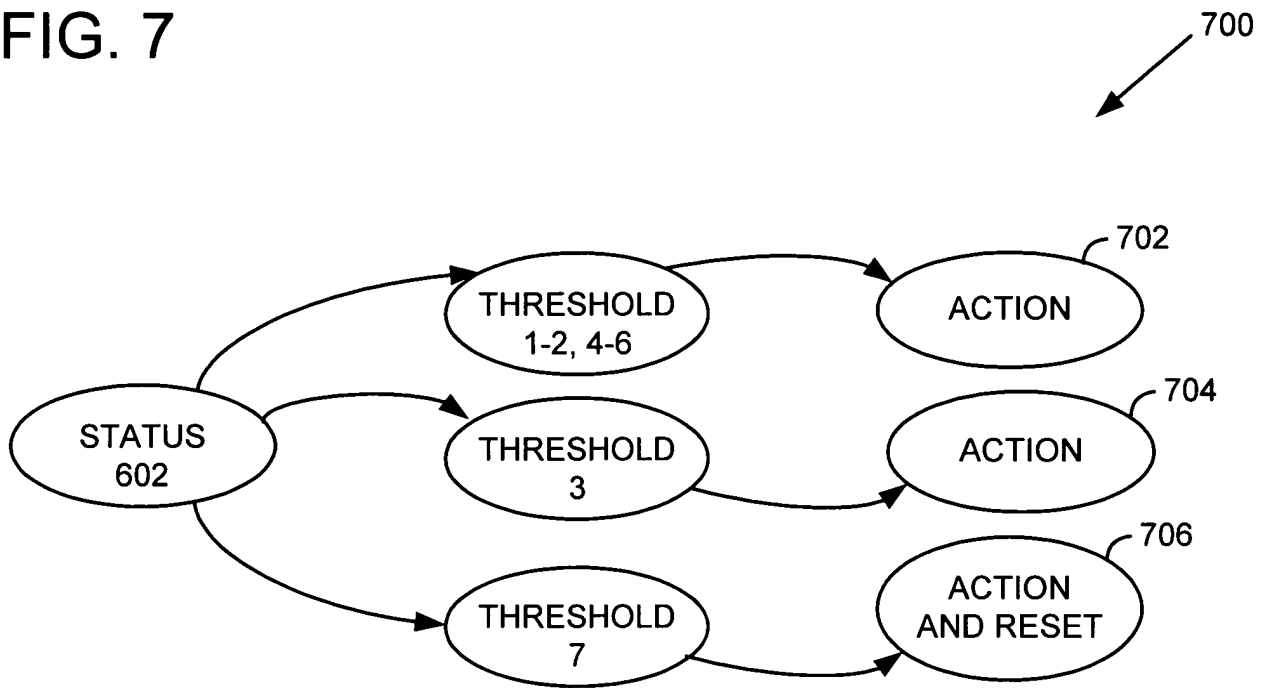 FIG. 7
700
702
THRESHOLD
1-2, 4-6
ACTION
704
STATUS
602
THRESHOLD
3
ACTION
706
THRESHOLD
7
ACTION
AND RESET